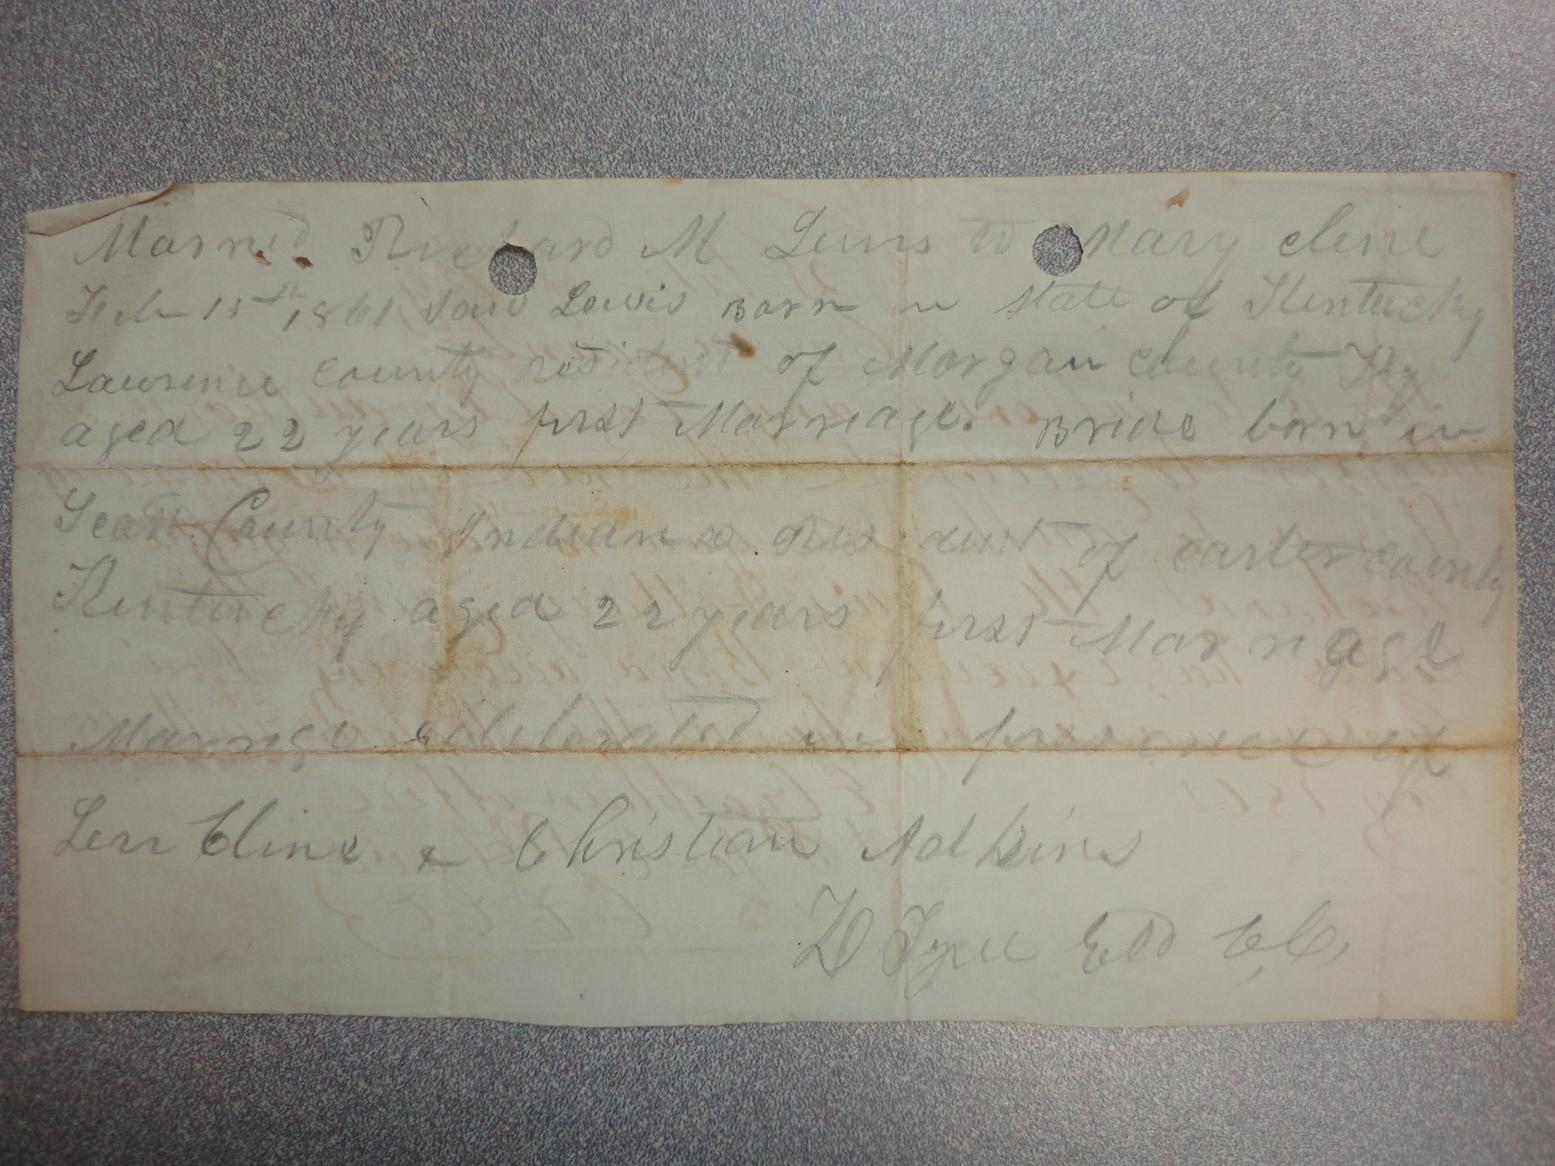 Married Richard M Lewis to Mary Cline
Feb 15th 1861 Said Lewis Born in state of Kentucky
Lawrence county resident of Morgan county Ky
aged 22 years first Marriage. Bride born in
Scott County Indiana resident of carter county
Kentucky aged 22 years first Marriage
Marriage celebrated in presence of
Levi Cline & Christian Adkins
Eld C, C,